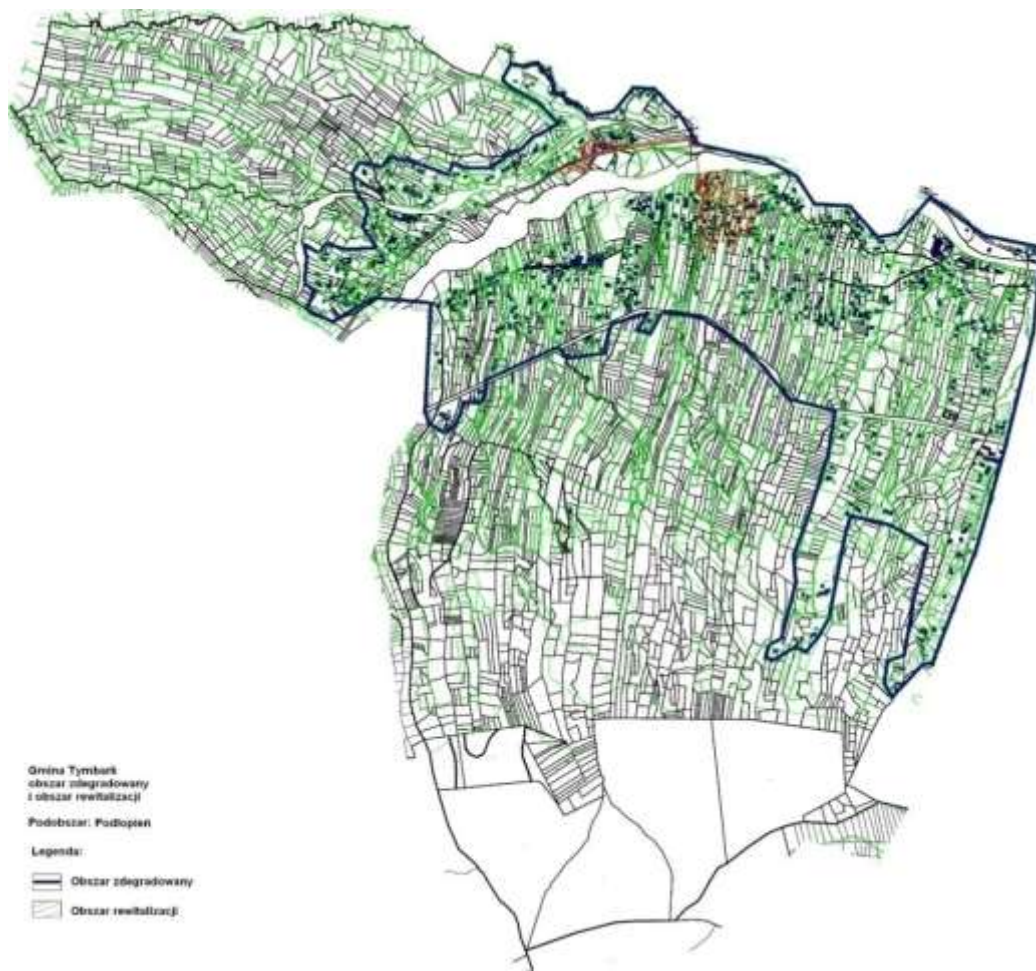 Gmina Tymbark
obszar zdegradowany
i obszar rewitalizacji
Podobszar: Podłopień
Legenda:
Obszar zdegradowany
Obszar rewitalizacji